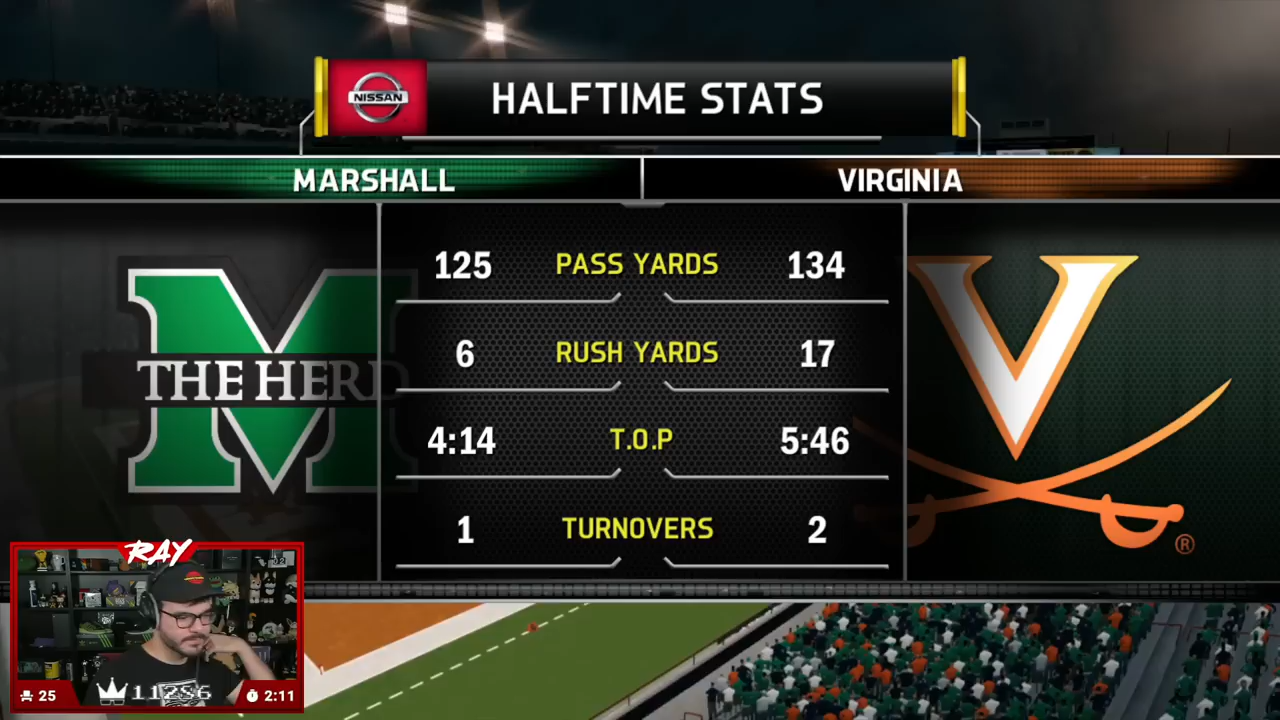 NISSAN
HALFTIME STATS
MARSHALL
VIRGINIA
125 PASS YARDS 134
6 RUSH YARDS 17
4:14 T.O.P 5:46
1 TURNOVERS 2
THE HERD
®
RAY
25
11286
2:11